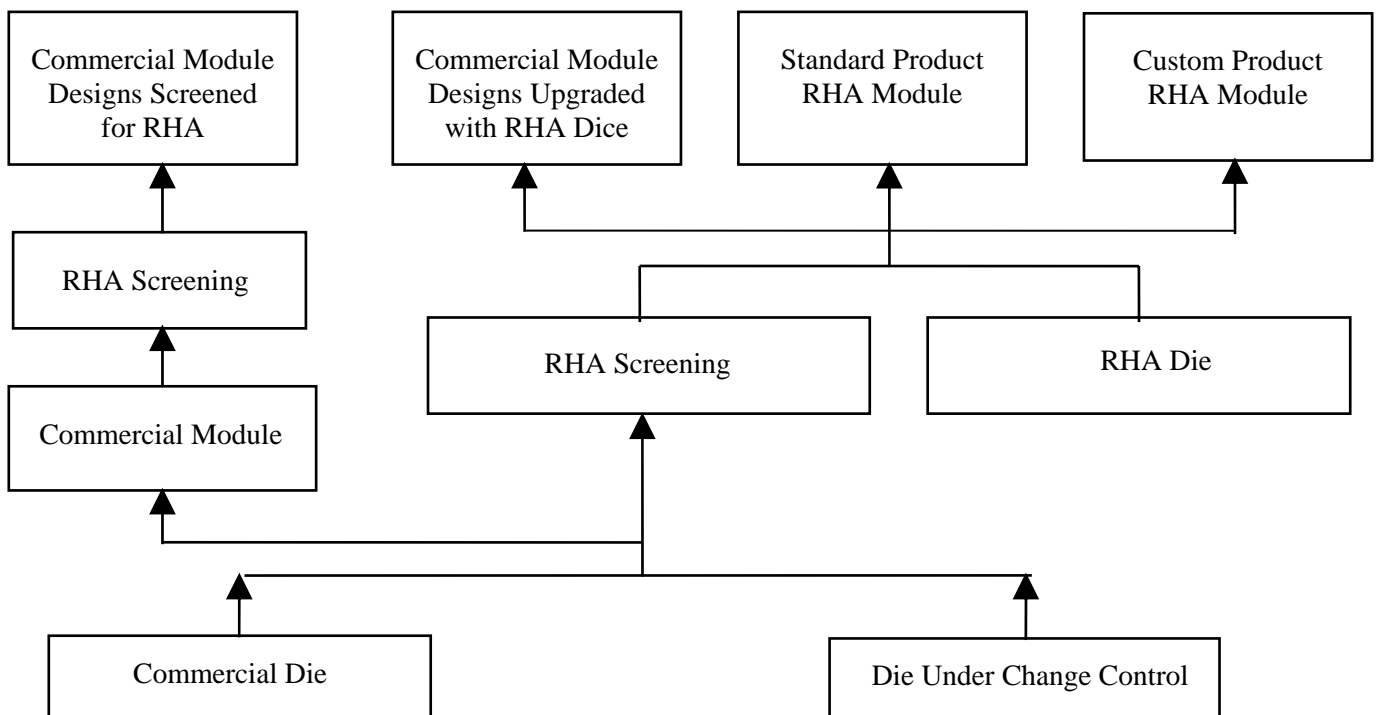 Commercial Module
Designs Screened
for RHA
Commercial Module
Designs Upgraded
with RHA Dice
Standard Product
RHA Module
Custom Product
RHA Module
RHA Screening
RHA Screening
RHA Die
Commercial Module
Commercial Die
Die Under Change Control